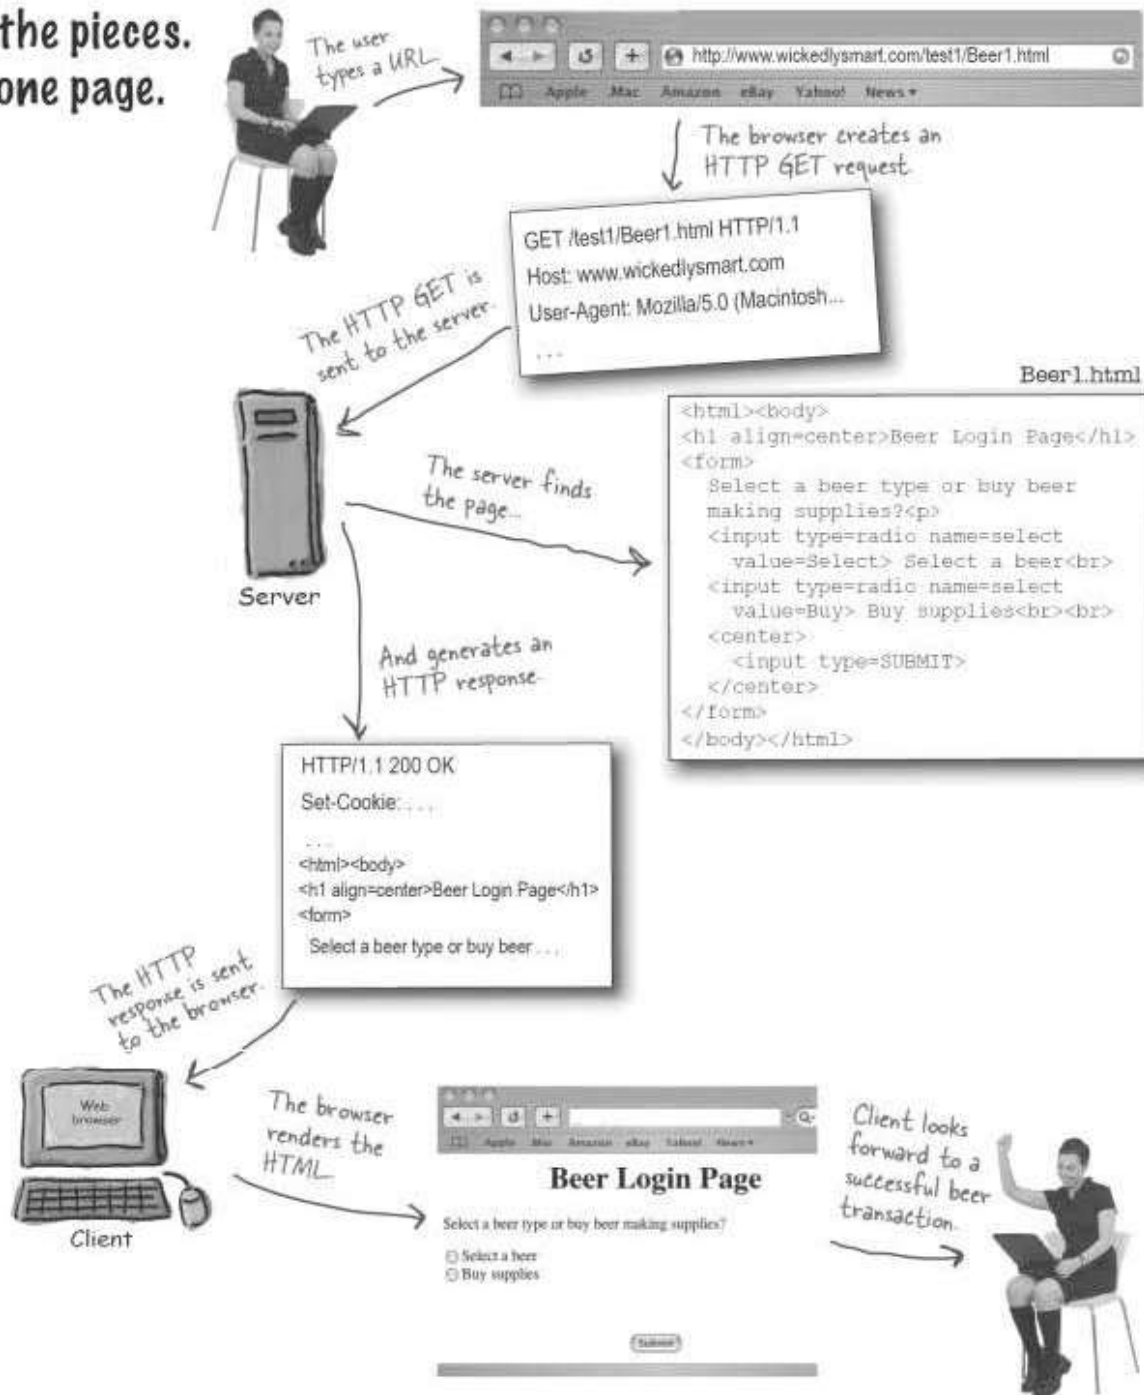 the pieces.
one page.
The user
types a URL
http://www.wickedlysmart.com/test1/Beer1.html
Apple Mac Amazon eBay Yahoo! News
The browser creates an
HTTP GET request.
GET /test1/Beer1.html HTTP/1.1
Host: www.wickedlysmart.com
User-Agent: Mozilla/5.0 (Macintosh...
. . .
The HTTP GET is
sent to the server.
Server
The server finds
the page...
Beer1.html
<html><body>
<h1 align=center>Beer Login Page</h1>
<form>
Select a beer type or buy beer
making supplies?<p>
<input type=radio name=select
value=Select> Select a beer<br>
<input type=radio name=select
value=Buy> Buy supplies<br><br>
<center>
<input type=SUBMIT>
</center>
</form>
</body></html>
And generates an
HTTP response.
HTTP/1.1 200 OK
Set-Cookie: . . .
. . .
<html><body>
<h1 align=center>Beer Login Page</h1>
<form>
Select a beer type or buy beer . . .
The HTTP
response is sent
to the browser.
Web
browser
Client
The browser
renders the
HTML.
Apple Mac Amazon eBay Yahoo! News
Beer Login Page
Select a beer type or buy beer making supplies?
Select a beer
Buy supplies
Submit
Client looks
forward to a
successful beer
transaction.